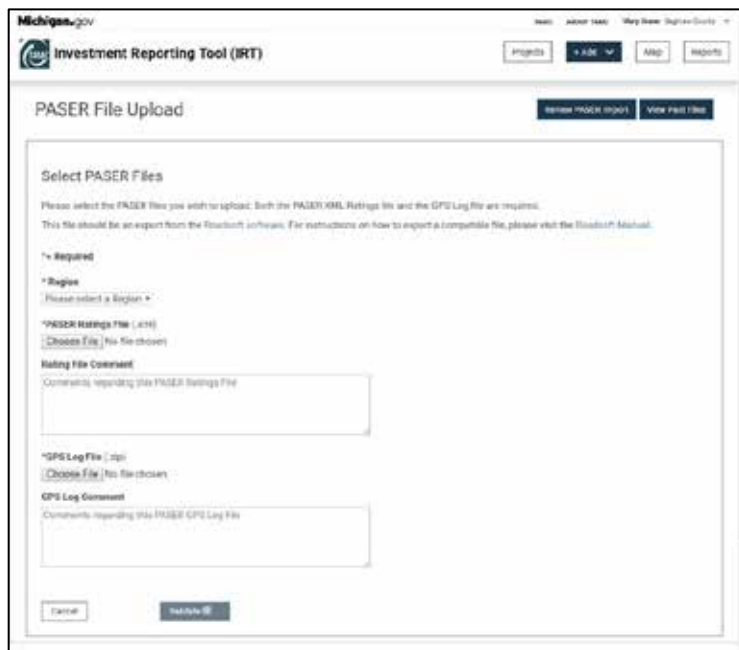 Michigan.gov
TAMC ABOUT TAMC Saginaw County
Investment Reporting Tool (IRT)
Projects + Add Map Reports
PASER File Upload
Review PASER Import View Past Files
Select PASER Files
Please select the PASER files you wish to upload. Both the PASER XML Ratings file and the GPS Log file are required.
This file should be an export from the Roadsoft software. For instructions on how to export a compatible file, please visit the Roadsoft Manual.
*= Required
* Region
Please select a Region
*PASER Ratings File (.xml)
Choose File No file chosen
Rating File Comment
Comments regarding this PASER Ratings File
*GPS Log File (.zip)
Choose File No file chosen
GPS Log Comment
Comments regarding this PASER GPS Log File
Cancel Validate